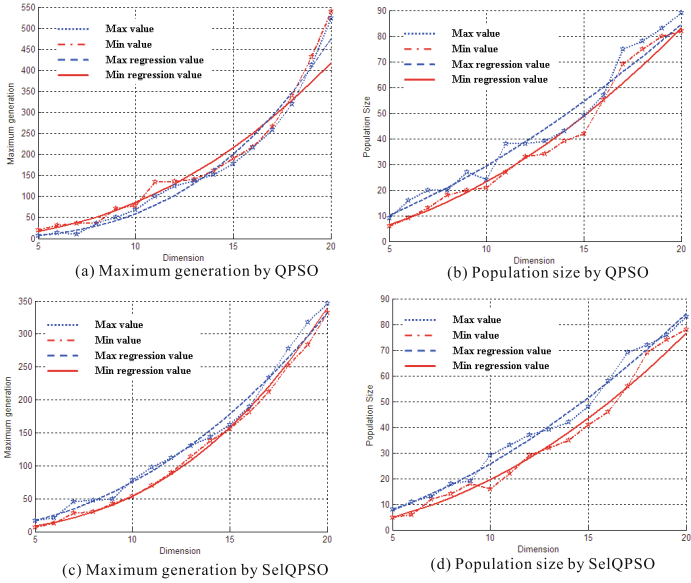 550
500
450
400
350
300
250
200
150
100
50
0
Maximum generation
Max value
Min value
Max regression value
Min regression value
5 10 15 20
Dimension
(a) Maximum generation by QPSO
90
80
70
60
50
40
30
20
10
0
Population Size
Max value
Min value
Max regression value
Min regression value
5 10 15 20
Dimension
(b) Population size by QPSO
350
300
250
200
150
100
50
0
Maximum generation
Max value
Min value
Max regression value
Min regression value
5 10 15 20
Dimension
(c) Maximum generation by SelQPSO
90
80
70
60
50
40
30
20
10
0
Population Size
Max value
Min value
Max regression value
Min regression value
5 10 15 20
Dimension
(d) Population size by SelQPSO